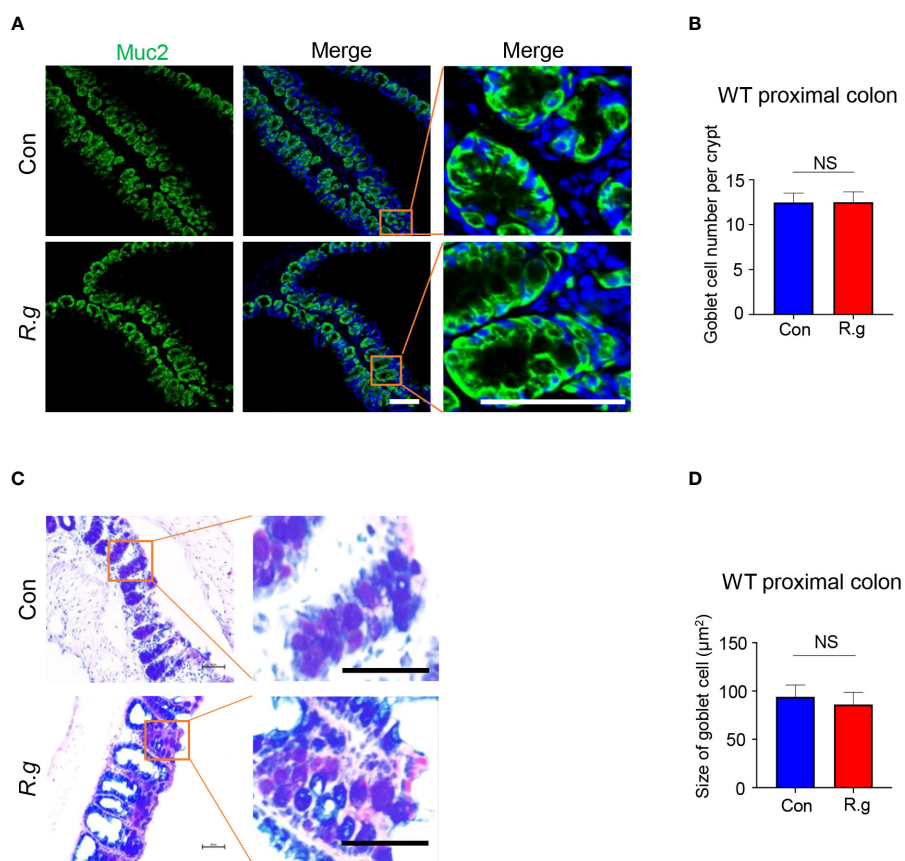 A
Muc2
Merge
Merge
Con
R.g
B
WT proximal colon
NS
Goblet cell number per crypt
15
10
5
0
Con
R.g
C
Con
R.g
D
WT proximal colon
NS
Size of goblet cell (μm²)
150
100
50
0
Con
R.g